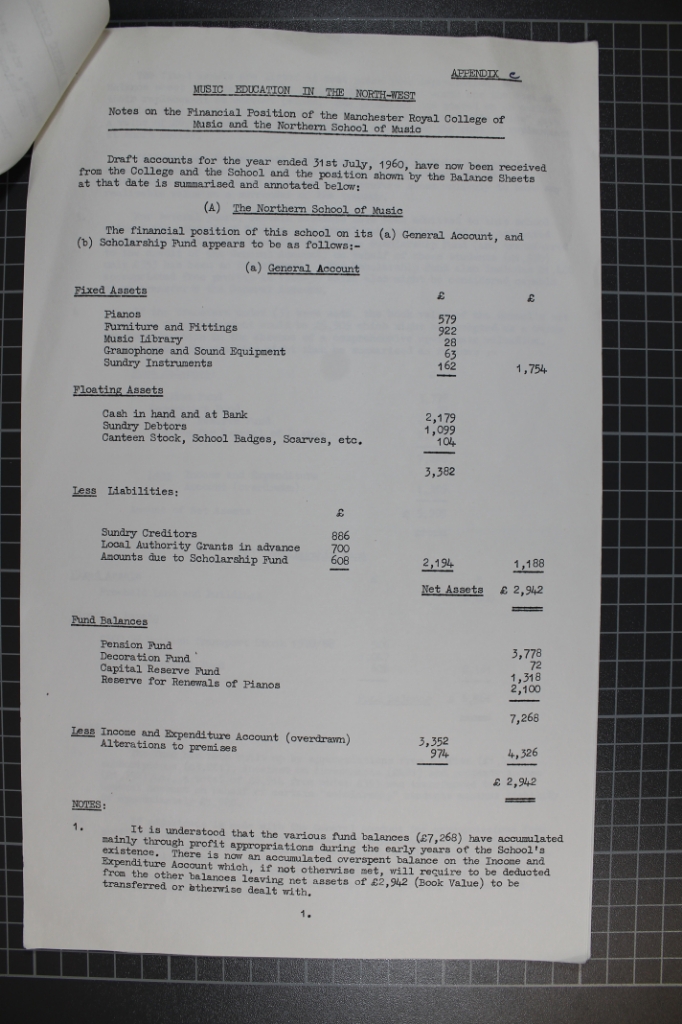 APPENDIX C
MUSIC EDUCATION IN THE NORTH-WEST
Notes on the Financial Position of the Manchester Royal College of
Music and the Northern School of Music
Draft accounts for the year ended 31st July, 1960, have now been received
from the College and the School and the position shown by the Balance Sheets
at that date is summarised and annotated below:
(A) The Northern School of Music
The financial position of this school on its (a) General Account, and
(b) Scholarship Fund appears to be as follows:-
(a) General Account
Fixed Assets £ £
Pianos 579
Furniture and Fittings 922
Music Library 28
Gramophone and Sound Equipment 63
Sundry Instruments 162 1,754
Floating Assets
Cash in hand and at Bank 2,179
Sundry Debtors 1,099
Canteen Stock, School Badges, Scarves, etc. 104
3,382
Less Liabilities:
£
Sundry Creditors 886
Local Authority Grants in advance 700
Amounts due to Scholarship Fund 608 2,194 1,188
Net Assets £ 2,942
Fund Balances
Pension Fund 3,778
Decoration Fund 72
Capital Reserve Fund 1,318
Reserve for Renewals of Pianos 2,100
7,268
Less Income and Expenditure Account (overdrawn) 3,352
Alterations to premises 974 4,326
£ 2,942
NOTES:
1. It is understood that the various fund balances (£7,268) have accumulated
mainly through profit appropriations during the early years of the School's
existence. There is now an accumulated overspent balance on the Income and
Expenditure Account which, if not otherwise met, will require to be deducted
from the other balances leaving net assets of £2,942 (Book Value) to be
transferred or otherwise dealt with.
1.